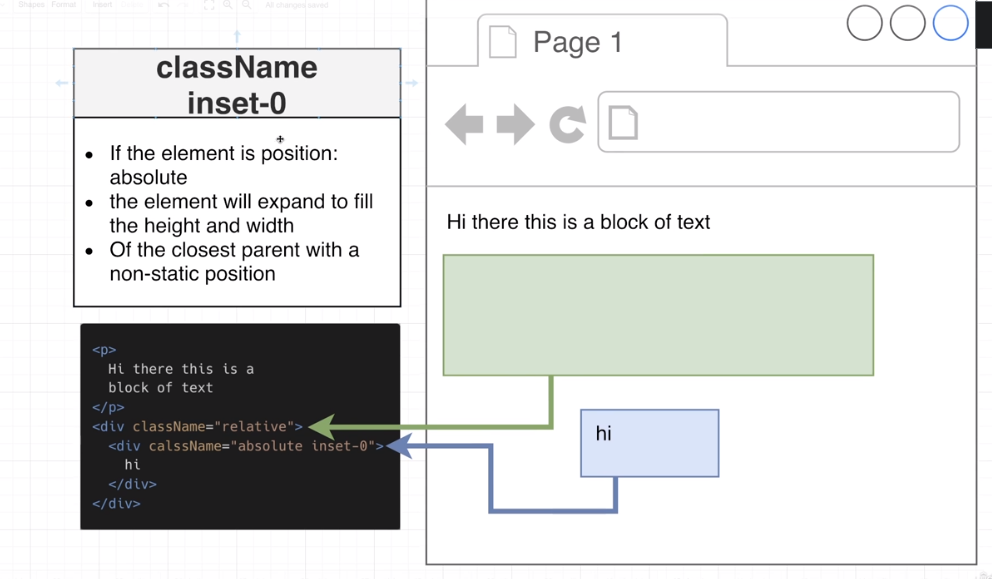 Shapes Format Insert All changes saved
className
inset-0
If the element is position:
absolute
the element will expand to fill
the height and width
Of the closest parent with a
non-static position
<p>
Hi there this is a
block of text
</p>
<div className="relative">
<div calssName="absolute inset-0">
hi
</div>
</div>
Page 1
Hi there this is a block of text
hi